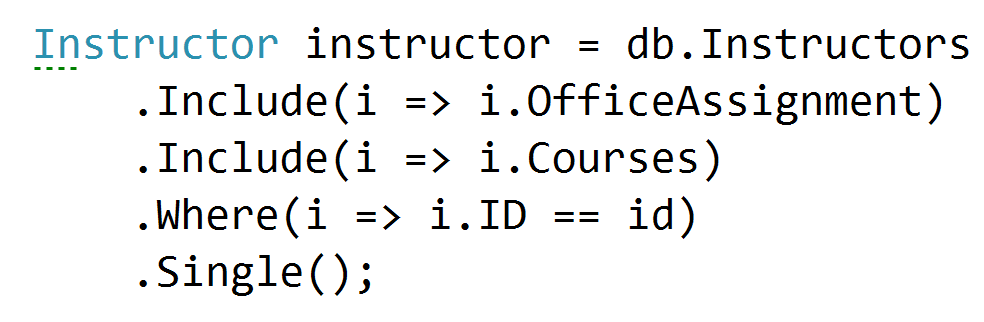 Instructor instructor = db.Instructors
.Include(i => i.OfficeAssignment)
.Include(i => i.Courses)
.Where(i => i.ID == id)
.Single();